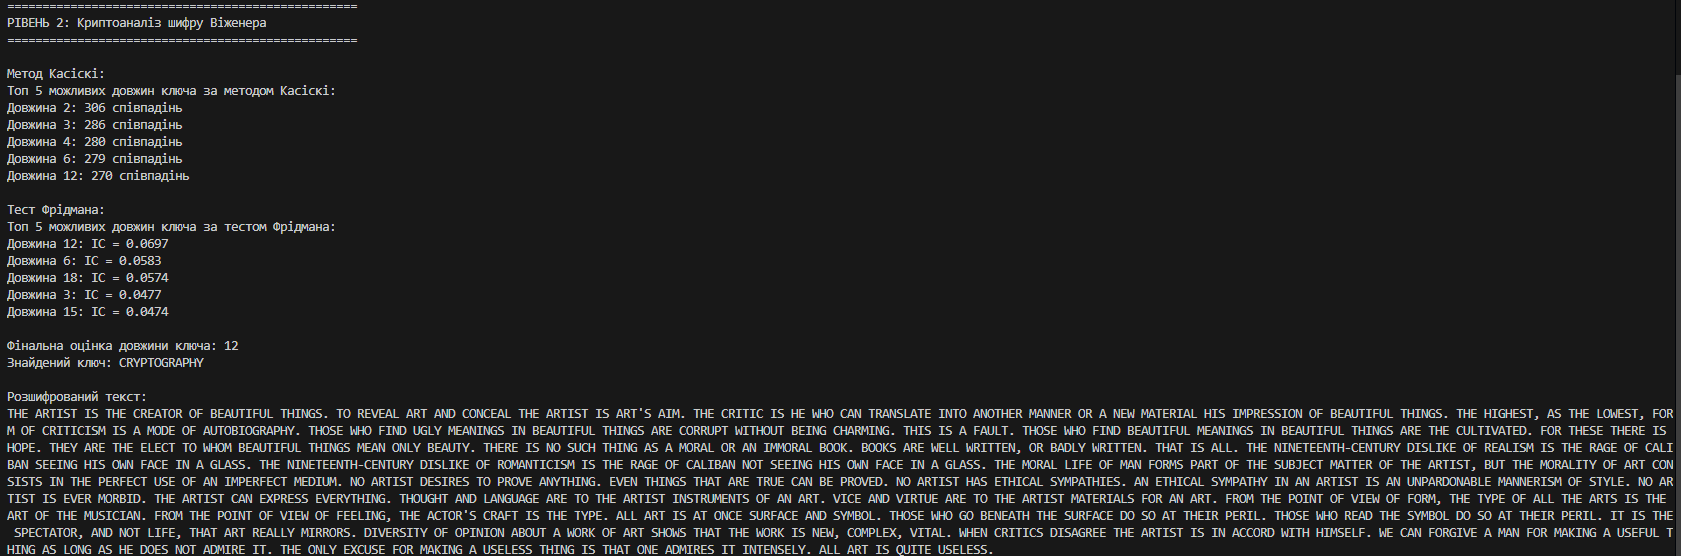 ==================================================
РІВЕНЬ 2: Криптоаналіз шифру Віженера
==================================================
Метод Касіскі:
Топ 5 можливих довжин ключа за методом Касіскі:
Довжина 2: 306 співпадінь
Довжина 3: 286 співпадінь
Довжина 4: 280 співпадінь
Довжина 6: 279 співпадінь
Довжина 12: 270 співпадінь
Тест Фрідмана:
Топ 5 можливих довжин ключа за тестом Фрідмана:
Довжина 12: IC = 0.0697
Довжина 6: IC = 0.0583
Довжина 18: IC = 0.0574
Довжина 3: IC = 0.0477
Довжина 15: IC = 0.0474
Фінальна оцінка довжини ключа: 12
Знайдений ключ: CRYPTOGRAPHY
Розшифрований текст:
THE ARTIST IS THE CREATOR OF BEAUTIFUL THINGS. TO REVEAL ART AND CONCEAL THE ARTIST IS ART'S AIM. THE CRITIC IS HE WHO CAN TRANSLATE INTO ANOTHER MANNER OR A NEW MATERIAL HIS IMPRESSION OF BEAUTIFUL THINGS. THE HIGHEST, AS THE LOWEST, FOR
M OF CRITICISM IS A MODE OF AUTOBIOGRAPHY. THOSE WHO FIND UGLY MEANINGS IN BEAUTIFUL THINGS ARE CORRUPT WITHOUT BEING CHARMING. THIS IS A FAULT. THOSE WHO FIND BEAUTIFUL MEANINGS IN BEAUTIFUL THINGS ARE THE CULTIVATED. FOR THESE THERE IS
HOPE. THEY ARE THE ELECT TO WHOM BEAUTIFUL THINGS MEAN ONLY BEAUTY. THERE IS NO SUCH THING AS A MORAL OR AN IMMORAL BOOK. BOOKS ARE WELL WRITTEN, OR BADLY WRITTEN. THAT IS ALL. THE NINETEENTH-CENTURY DISLIKE OF REALISM IS THE RAGE OF CALI
BAN SEEING HIS OWN FACE IN A GLASS. THE NINETEENTH-CENTURY DISLIKE OF ROMANTICISM IS THE RAGE OF CALIBAN NOT SEEING HIS OWN FACE IN A GLASS. THE MORAL LIFE OF MAN FORMS PART OF THE SUBJECT MATTER OF THE ARTIST, BUT THE MORALITY OF ART CON
SISTS IN THE PERFECT USE OF AN IMPERFECT MEDIUM. NO ARTIST DESIRES TO PROVE ANYTHING. EVEN THINGS THAT ARE TRUE CAN BE PROVED. NO ARTIST HAS ETHICAL SYMPATHIES. AN ETHICAL SYMPATHY IN AN ARTIST IS AN UNPARDONABLE MANNERISM OF STYLE. NO AR
TIST IS EVER MORBID. THE ARTIST CAN EXPRESS EVERYTHING. THOUGHT AND LANGUAGE ARE TO THE ARTIST INSTRUMENTS OF AN ART. VICE AND VIRTUE ARE TO THE ARTIST MATERIALS FOR AN ART. FROM THE POINT OF VIEW OF FORM, THE TYPE OF ALL THE ARTS IS THE
ART OF THE MUSICIAN. FROM THE POINT OF VIEW OF FEELING, THE ACTOR'S CRAFT IS THE TYPE. ALL ART IS AT ONCE SURFACE AND SYMBOL. THOSE WHO GO BENEATH THE SURFACE DO SO AT THEIR PERIL. THOSE WHO READ THE SYMBOL DO SO AT THEIR PERIL. IT IS THE
SPECTATOR, AND NOT LIFE, THAT ART REALLY MIRRORS. DIVERSITY OF OPINION ABOUT A WORK OF ART SHOWS THAT THE WORK IS NEW, COMPLEX, VITAL. WHEN CRITICS DISAGREE THE ARTIST IS IN ACCORD WITH HIMSELF. WE CAN FORGIVE A MAN FOR MAKING A USEFUL T
HING AS LONG AS HE DOES NOT ADMIRE IT. THE ONLY EXCUSE FOR MAKING A USELESS THING IS THAT ONE ADMIRES IT INTENSELY. ALL ART IS QUITE USELESS.